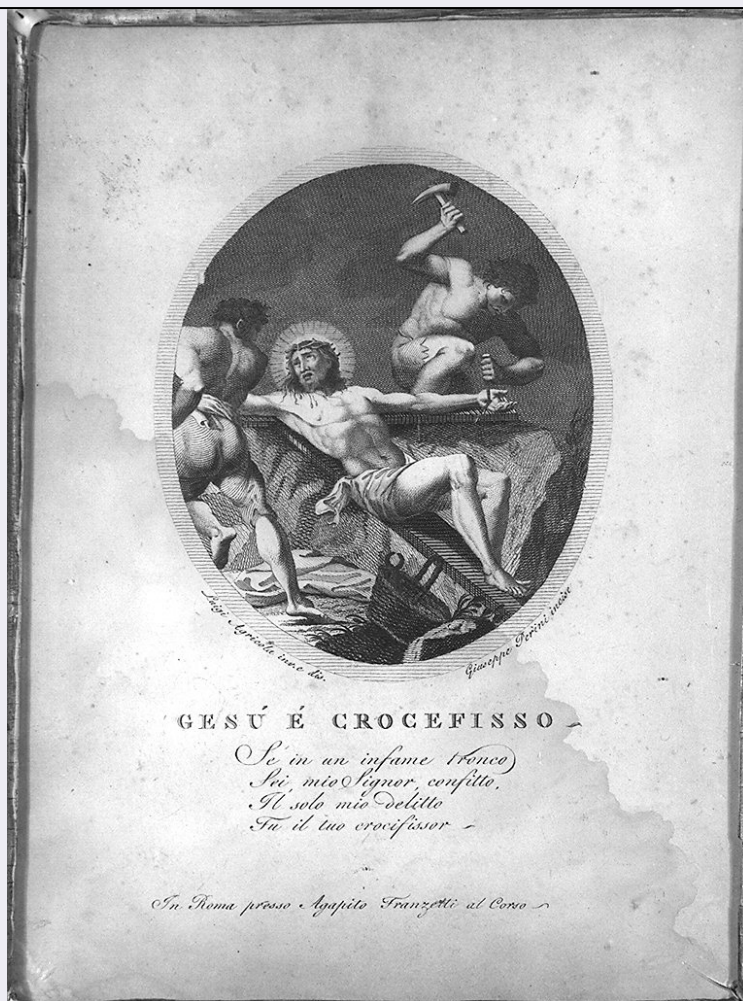 Luigi Agricola inv. e dis.
Giuseppe Perini incise
GESÚ É CROCEFISSO
Se in un infame tronco
Sei, mio Signor, confitto,
Il solo mio delitto
Fu il tuo crocifissor
In Roma presso Agapito Franzetti al Corso